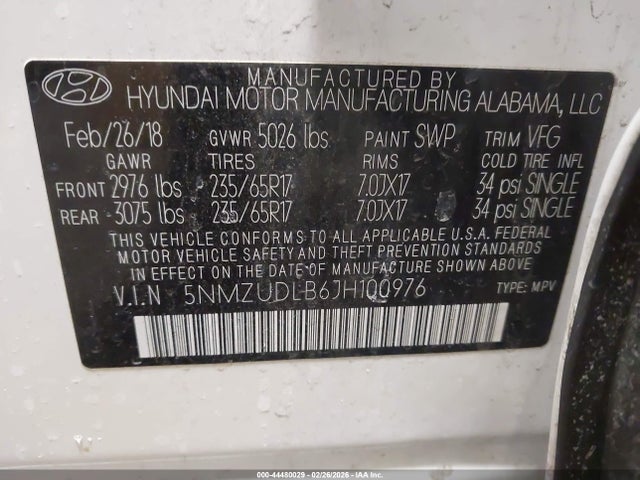 MANUFACTURED BY
HYUNDAI MOTOR MANUFACTURING ALABAMA, LLC
Feb/26/18 GVWR 5026 lbs PAINT SWP TRIM VFG
GAWR TIRES RIMS COLD TIRE INFL
FRONT 2976 lbs 235/65R17 7.0JX17 34 psi SINGLE
REAR 3075 lbs 235/65R17 7.0JX17 34 psi SINGLE
THIS VEHICLE CONFORMS TO ALL APPLICABLE U.S.A. FEDERAL
MOTOR VEHICLE SAFETY AND THEFT PREVENTION STANDARDS
IN EFFECT ON THE DATE OF MANUFACTURE SHOWN ABOVE.
V.I.N 5NMZUDLB6JH100976 TYPE: M.P.V
000-44480029 - 02/26/2026 - IAA, Inc.